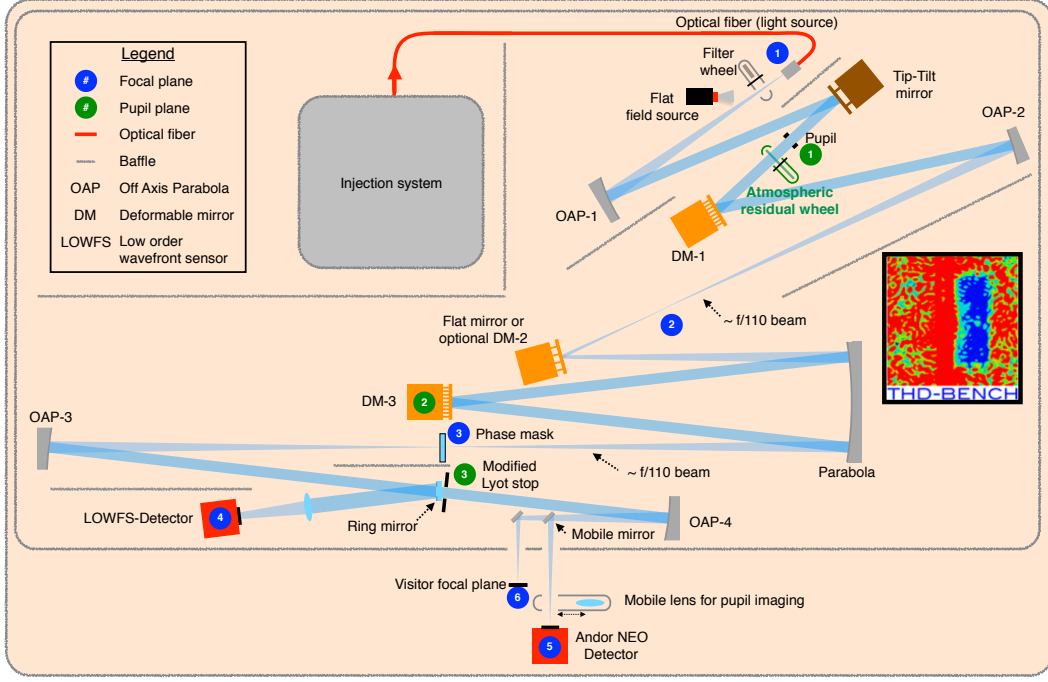 Optical fiber (light source)
Legend
# Focal plane
# Pupil plane
Optical fiber
Baffle
OAP Off Axis Parabola
DM Deformable mirror
LOWFS Low order
wavefront sensor
Injection system
Filter
wheel
1
Flat
field source
Tip-Tilt
mirror
OAP-2
Pupil
1
Atmospheric
residual wheel
OAP-1
DM-1
~ f/110 beam
2
Flat mirror or
optional DM-2
THD-BENCH
DM-3
2
OAP-3
3
Phase mask
3
Modified
Lyot stop
~ f/110 beam
Parabola
LOWFS-Detector
4
Ring mirror
OAP-4
Mobile mirror
Visitor focal plane
6
Mobile lens for pupil imaging
5
Andor NEO
Detector